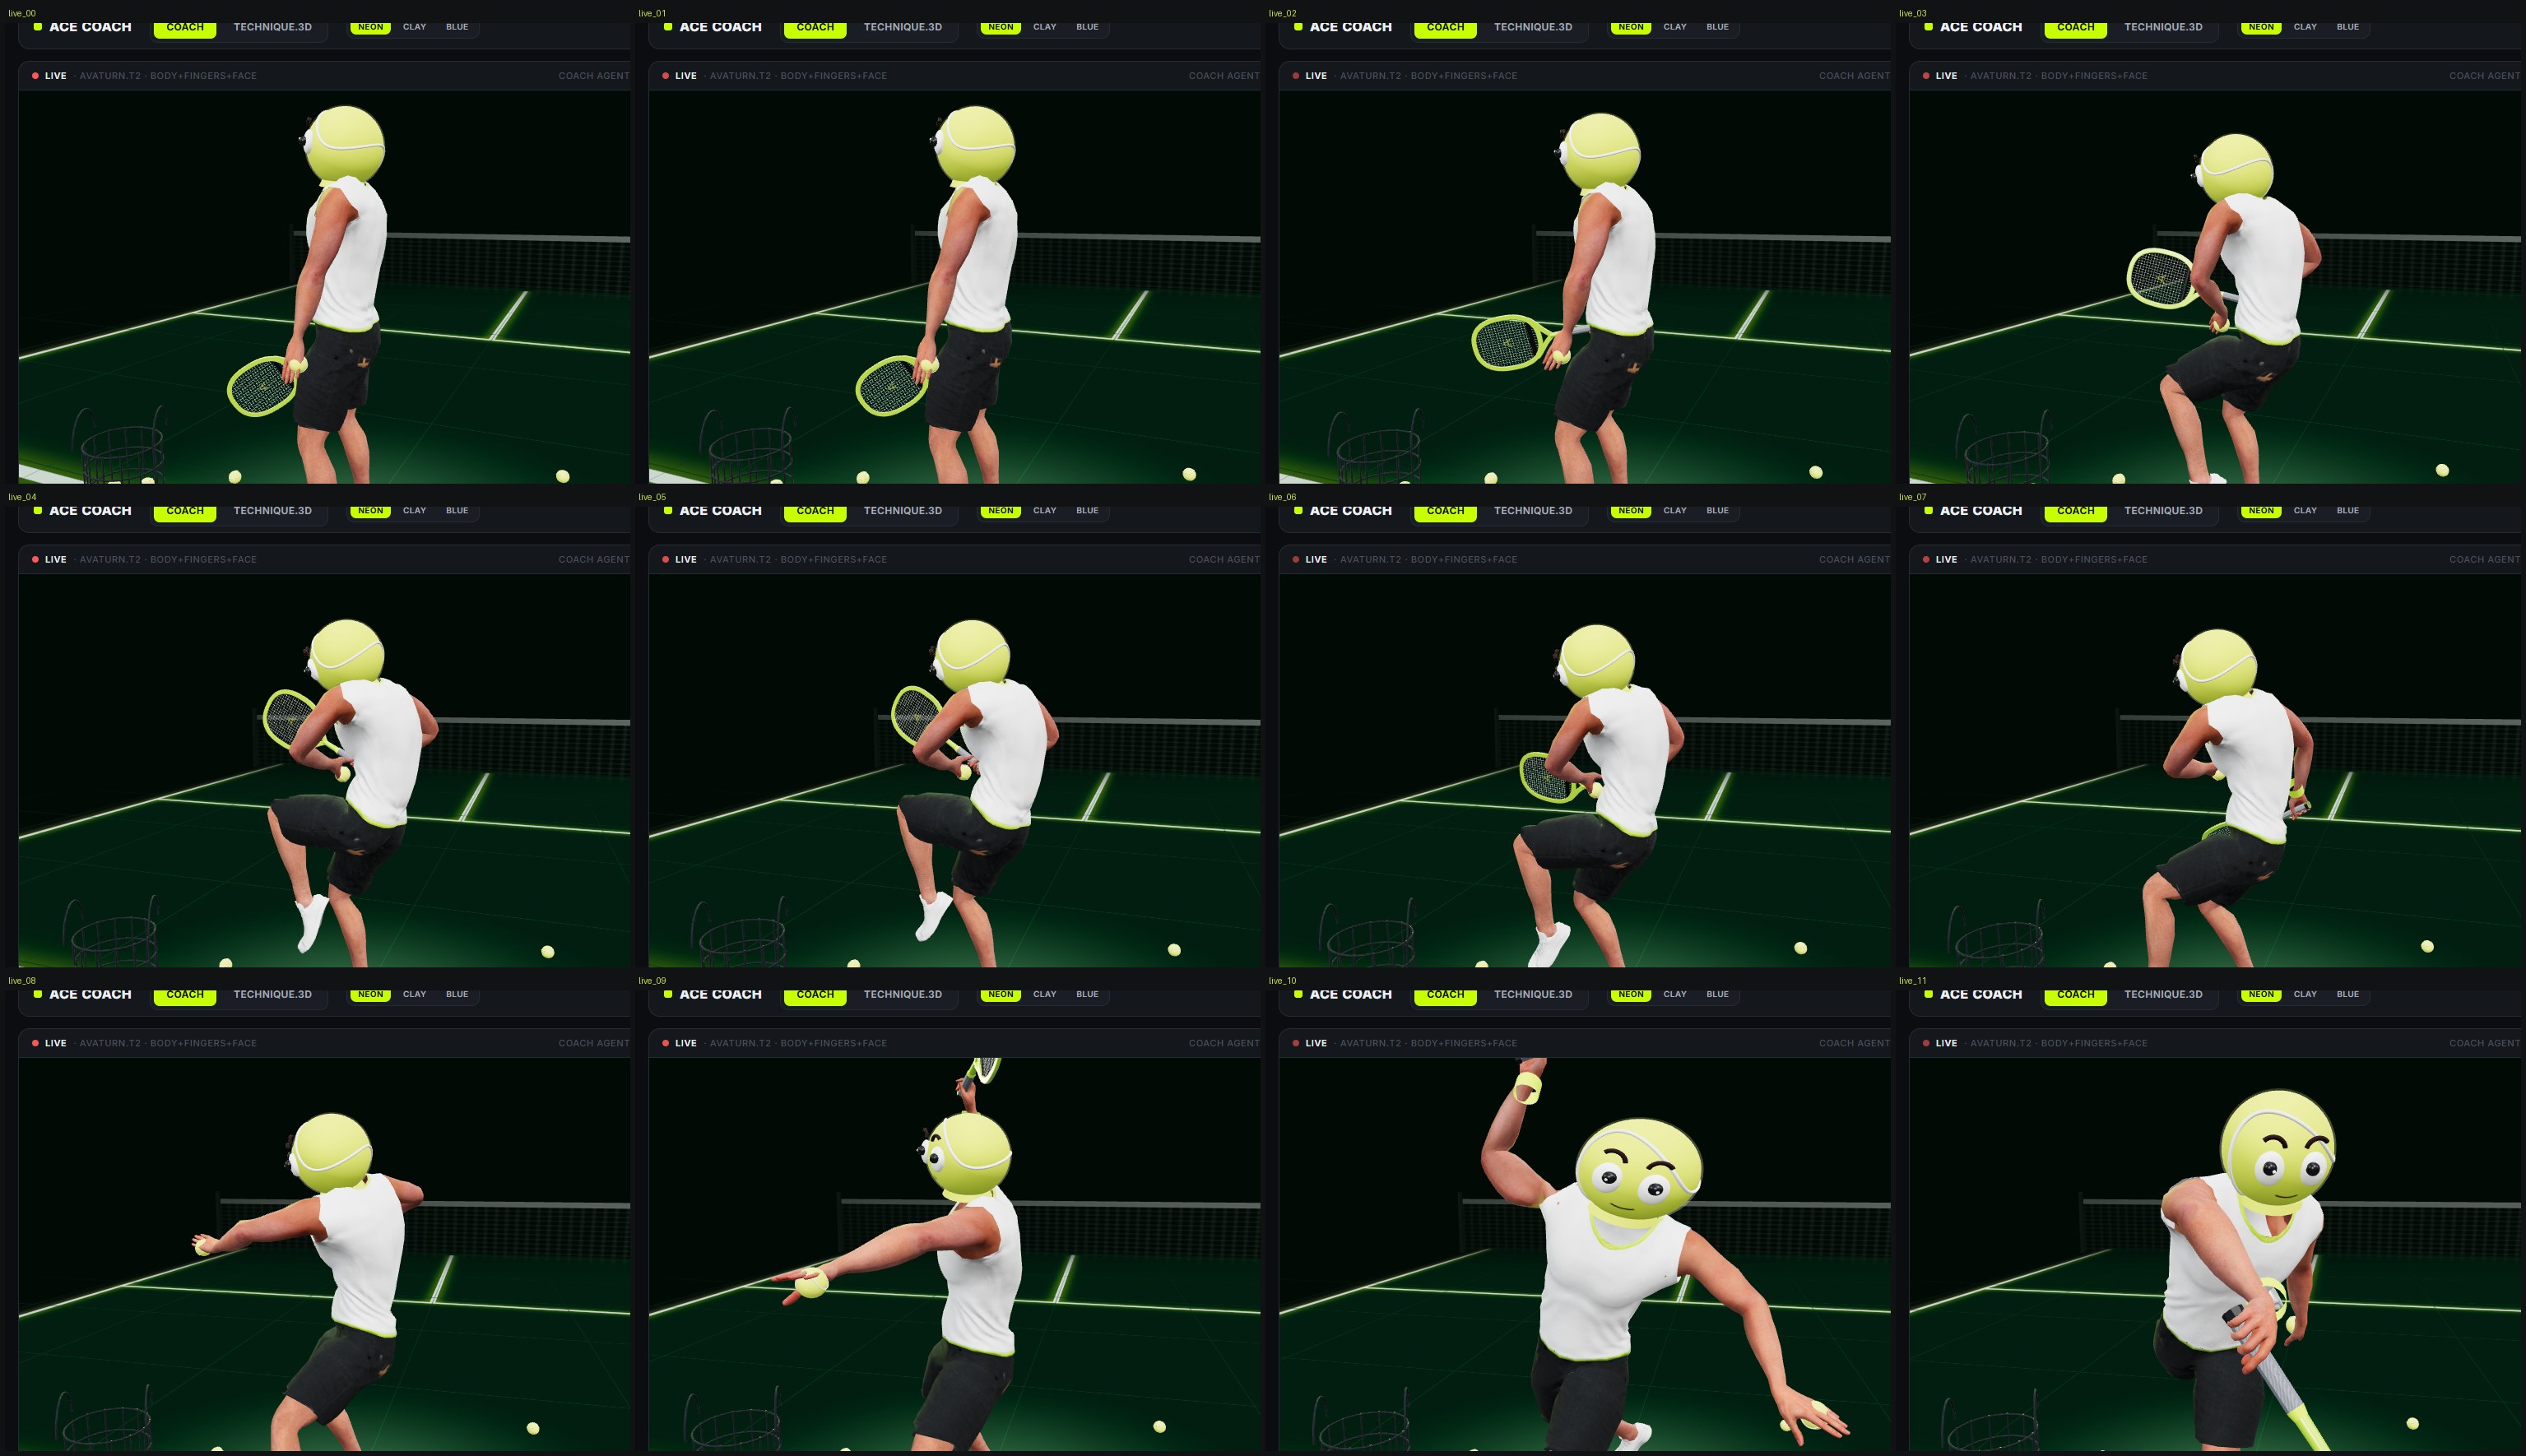 live_00
live_01
live_02
live_03
ACE COACH COACH TECHNIQUE.3D NEON CLAY BLUE
ACE COACH COACH TECHNIQUE.3D NEON CLAY BLUE
ACE COACH COACH TECHNIQUE.3D NEON CLAY BLUE
ACE COACH COACH TECHNIQUE.3D NEON CLAY BLUE
LIVE · AVATURN.T2 · BODY+FINGERS+FACE COACH AGENT
LIVE · AVATURN.T2 · BODY+FINGERS+FACE COACH AGENT
LIVE · AVATURN.T2 · BODY+FINGERS+FACE COACH AGENT
LIVE · AVATURN.T2 · BODY+FINGERS+FACE COACH AGENT
live_04
live_05
live_06
live_07
ACE COACH COACH TECHNIQUE.3D NEON CLAY BLUE
ACE COACH COACH TECHNIQUE.3D NEON CLAY BLUE
ACE COACH COACH TECHNIQUE.3D NEON CLAY BLUE
ACE COACH COACH TECHNIQUE.3D NEON CLAY BLUE
LIVE · AVATURN.T2 · BODY+FINGERS+FACE COACH AGENT
LIVE · AVATURN.T2 · BODY+FINGERS+FACE COACH AGENT
LIVE · AVATURN.T2 · BODY+FINGERS+FACE COACH AGENT
LIVE · AVATURN.T2 · BODY+FINGERS+FACE COACH AGENT
live_08
live_09
live_10
live_11
ACE COACH COACH TECHNIQUE.3D NEON CLAY BLUE
ACE COACH COACH TECHNIQUE.3D NEON CLAY BLUE
ACE COACH COACH TECHNIQUE.3D NEON CLAY BLUE
ACE COACH COACH TECHNIQUE.3D NEON CLAY BLUE
LIVE · AVATURN.T2 · BODY+FINGERS+FACE COACH AGENT
LIVE · AVATURN.T2 · BODY+FINGERS+FACE COACH AGENT
LIVE · AVATURN.T2 · BODY+FINGERS+FACE COACH AGENT
LIVE · AVATURN.T2 · BODY+FINGERS+FACE COACH AGENT